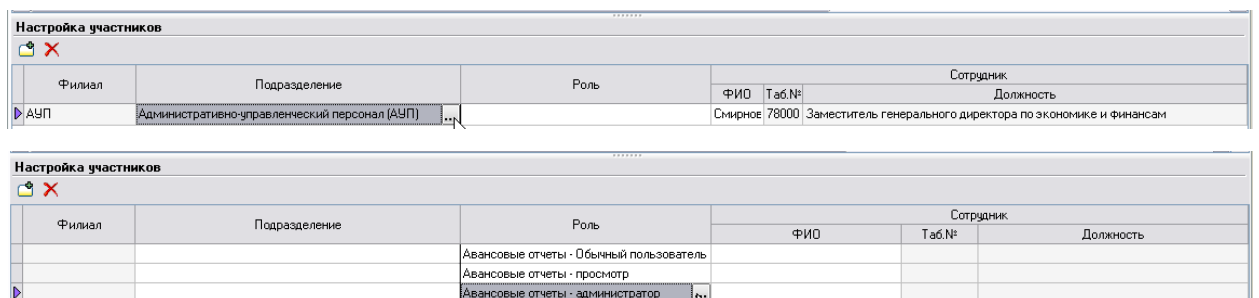 Настройка участников
Сотрудник
Филиал Подразделение Роль
ФИО Таб.№ Должность
АУП Административно-управленческий персонал (АУП) ... Смирнов 78000 Заместитель генерального директора по экономике и финансам
Настройка участников
Сотрудник
Филиал Подразделение Роль
ФИО Таб.№ Должность
Авансовые отчеты - Обычный пользователь
Авансовые отчеты - просмотр
Авансовые отчеты - администратор ...